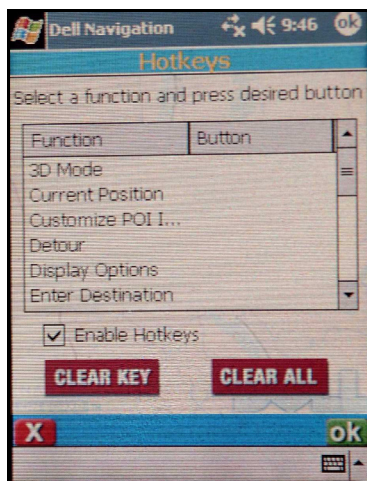 Dell Navigation 9:46 ok
Hotkeys
Select a function and press desired button
Function Button
3D Mode
Current Position
Customize POI I...
Detour
Display Options
Enter Destination
Enable Hotkeys
CLEAR KEY CLEAR ALL
X ok